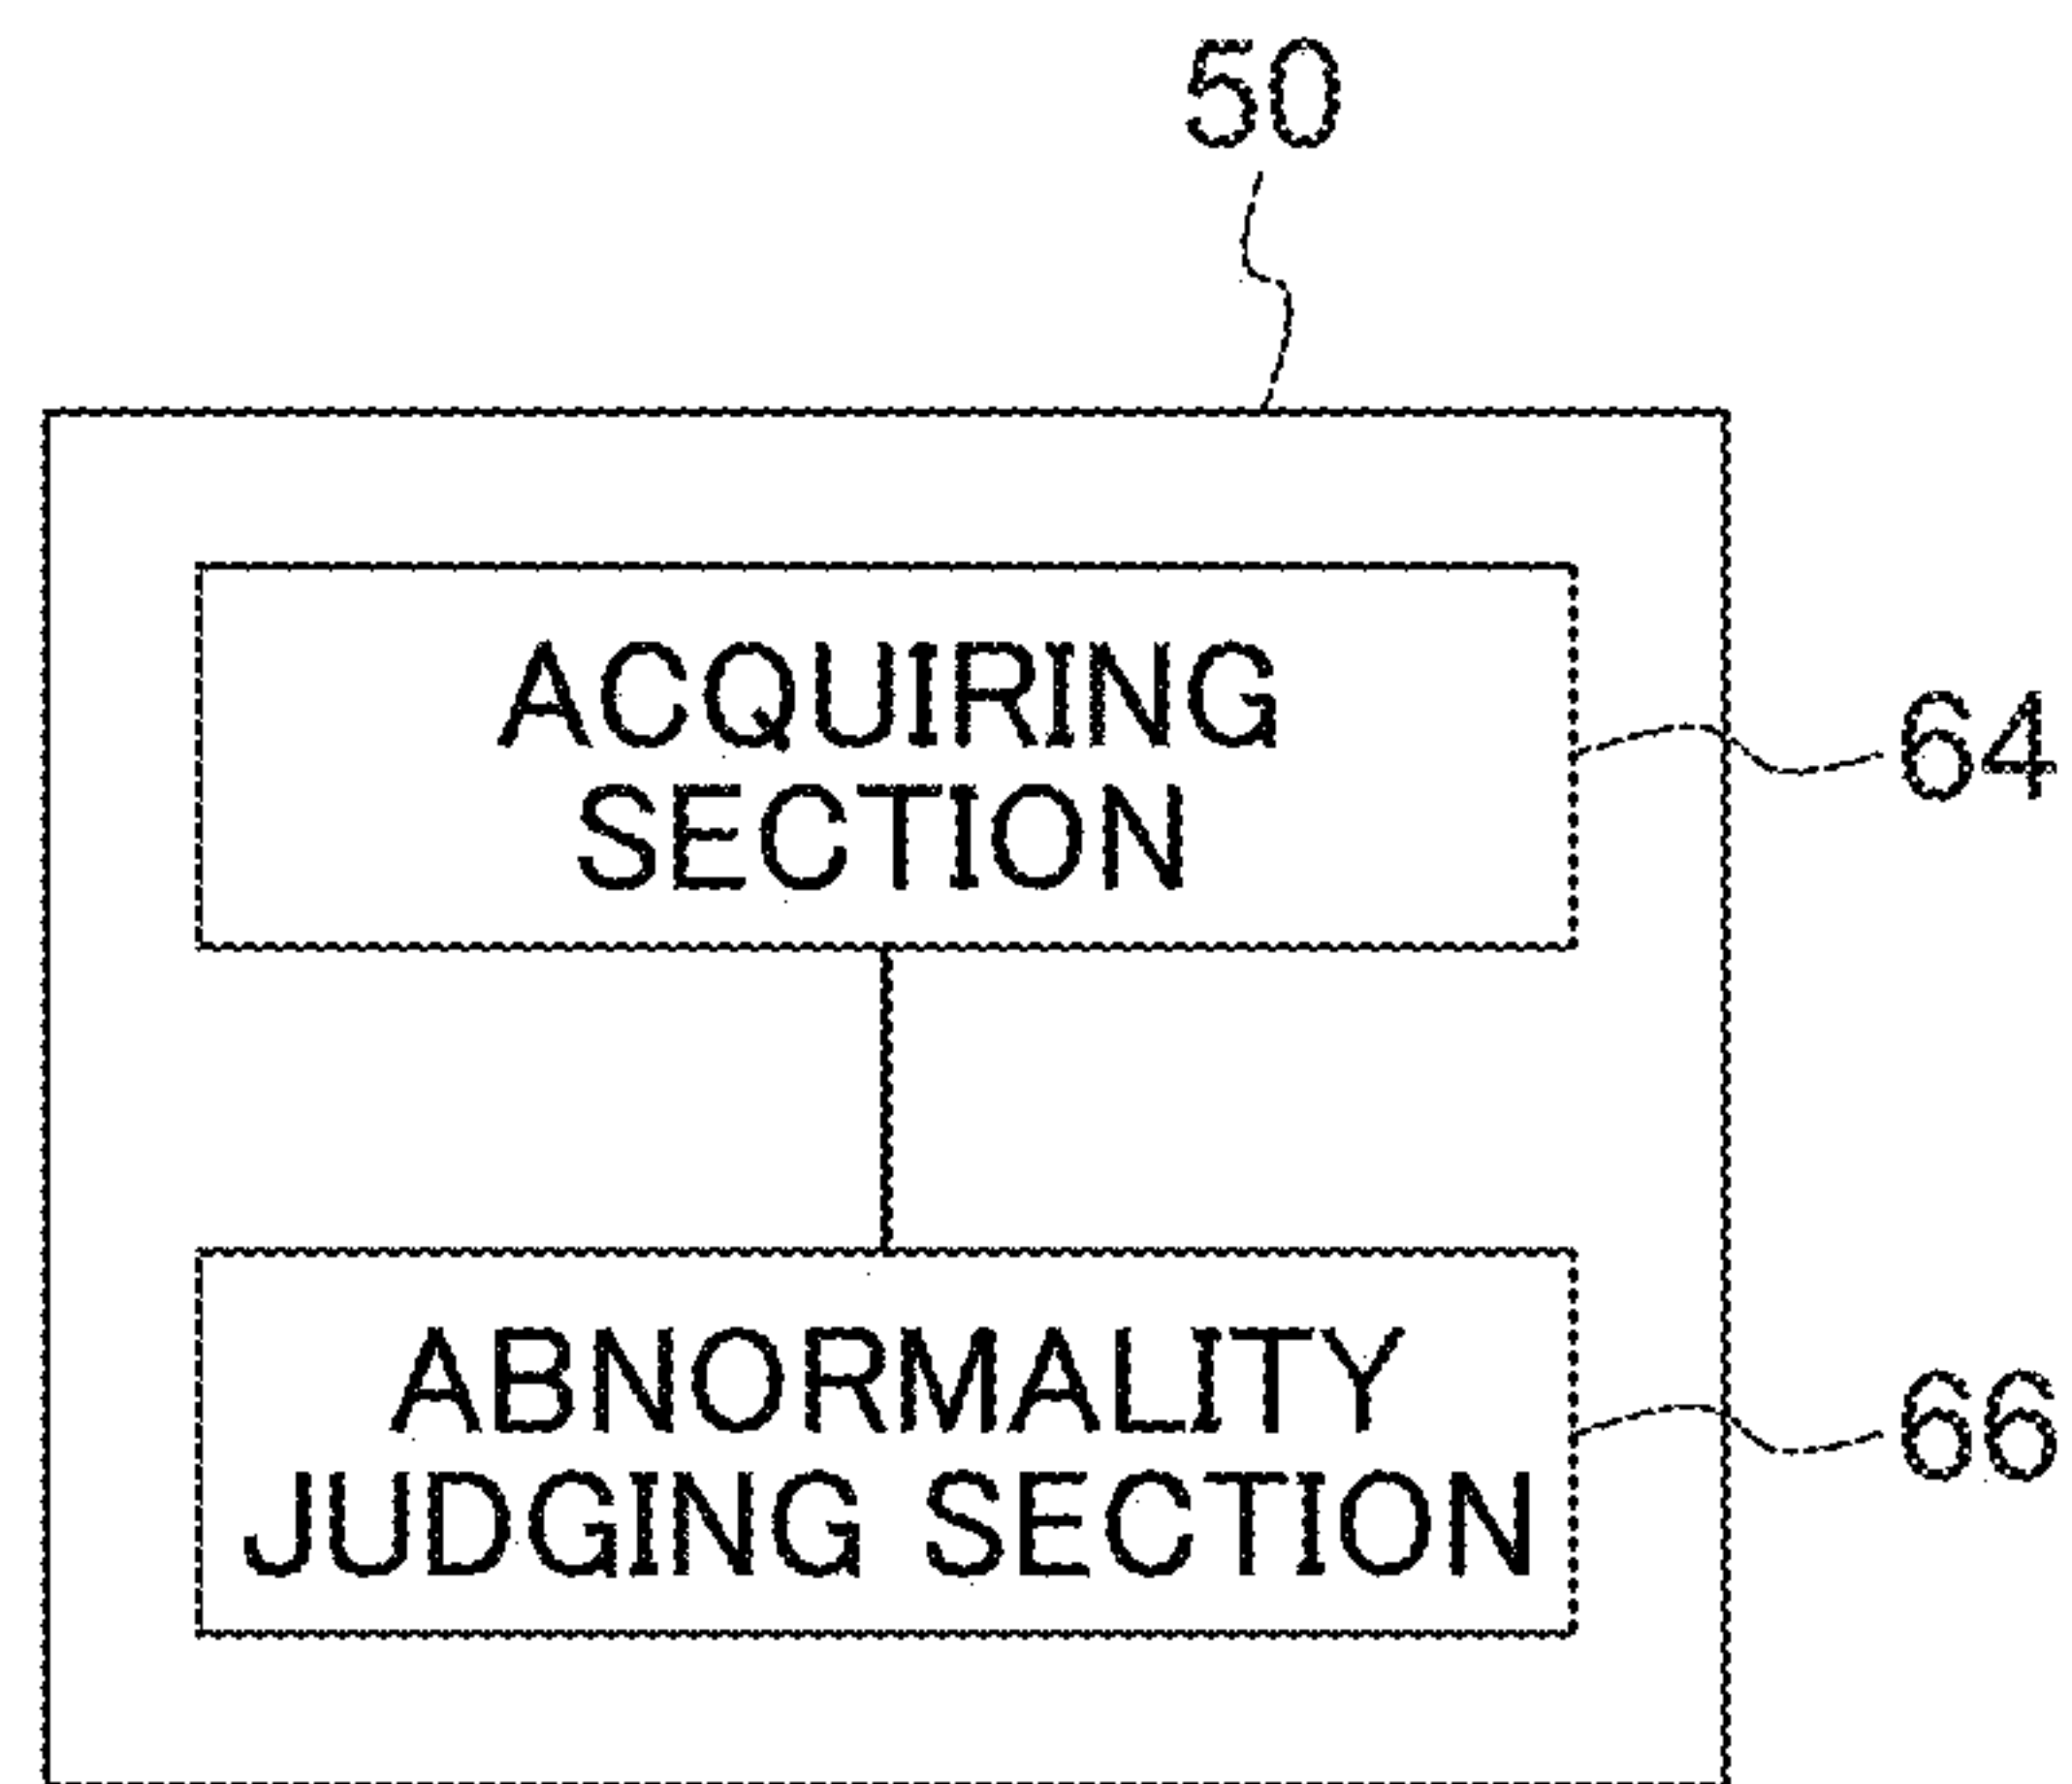 50
ACQUIRING
SECTION
64
ABNORMALITY
JUDGING SECTION
66